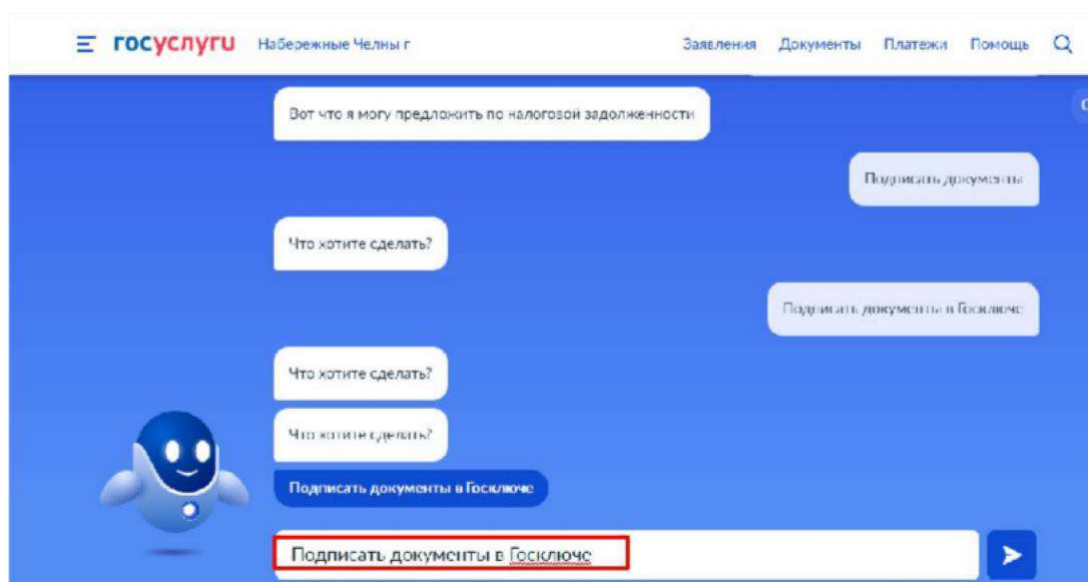 госуслуги Набережные Челны г Заявления Документы Платежи Помощь
Вот что я могу предложить по налоговой задолженности
Подписать документы
Что хотите сделать?
Подписать документы в Госключе
Что хотите сделать?
Что хотите сделать?
Подписать документы в Госключе
Подписать документы в Госключе